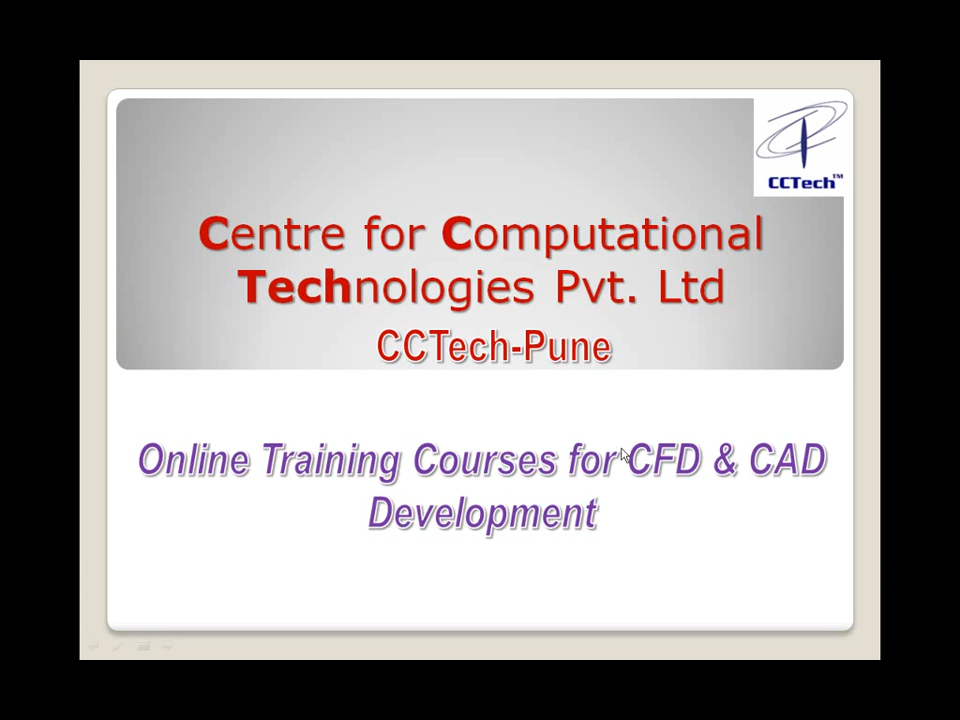 CCTech™
Centre for Computational
Technologies Pvt. Ltd
CCTech-Pune
Online Training Courses for CFD & CAD
Development